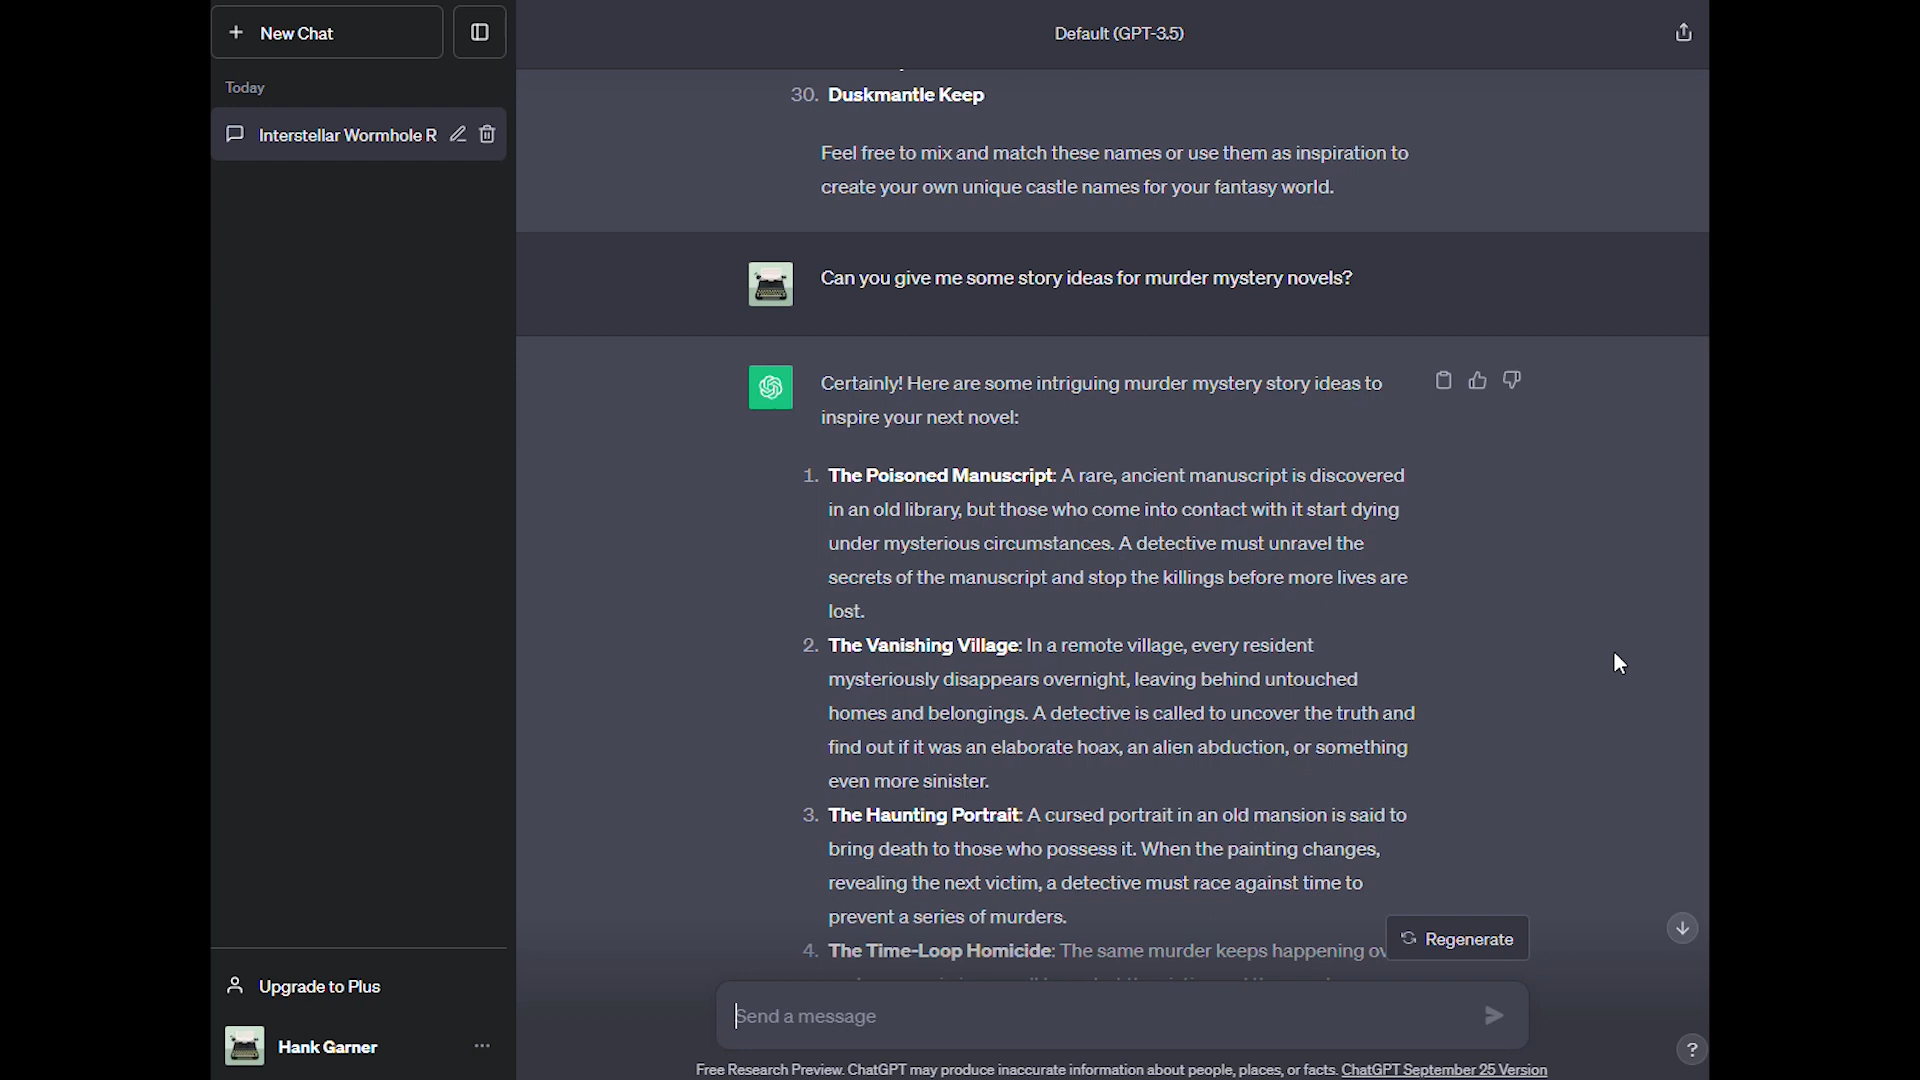 New Chat
Default (GPT-3.5)
Today
Interstellar Wormhole R
30. Duskmantle Keep
Feel free to mix and match these names or use them as inspiration to
create your own unique castle names for your fantasy world.
Can you give me some story ideas for murder mystery novels?
Certainly! Here are some intriguing murder mystery story ideas to
inspire your next novel:
1. The Poisoned Manuscript: A rare, ancient manuscript is discovered
in an old library, but those who come into contact with it start dying
under mysterious circumstances. A detective must unravel the
secrets of the manuscript and stop the killings before more lives are
lost.
2. The Vanishing Village: In a remote village, every resident
mysteriously disappears overnight, leaving behind untouched
homes and belongings. A detective is called to uncover the truth and
find out if it was an elaborate hoax, an alien abduction, or something
even more sinister.
3. The Haunting Portrait: A cursed portrait in an old mansion is said to
bring death to those who possess it. When the painting changes,
revealing the next victim, a detective must race against time to
prevent a series of murders.
4. The Time-Loop Homicide: The same murder keeps happening ov
Regenerate
Upgrade to Plus
Send a message
Hank Garner
?
Free Research Preview. ChatGPT may produce inaccurate information about people, places, or facts. ChatGPT September 25 Version